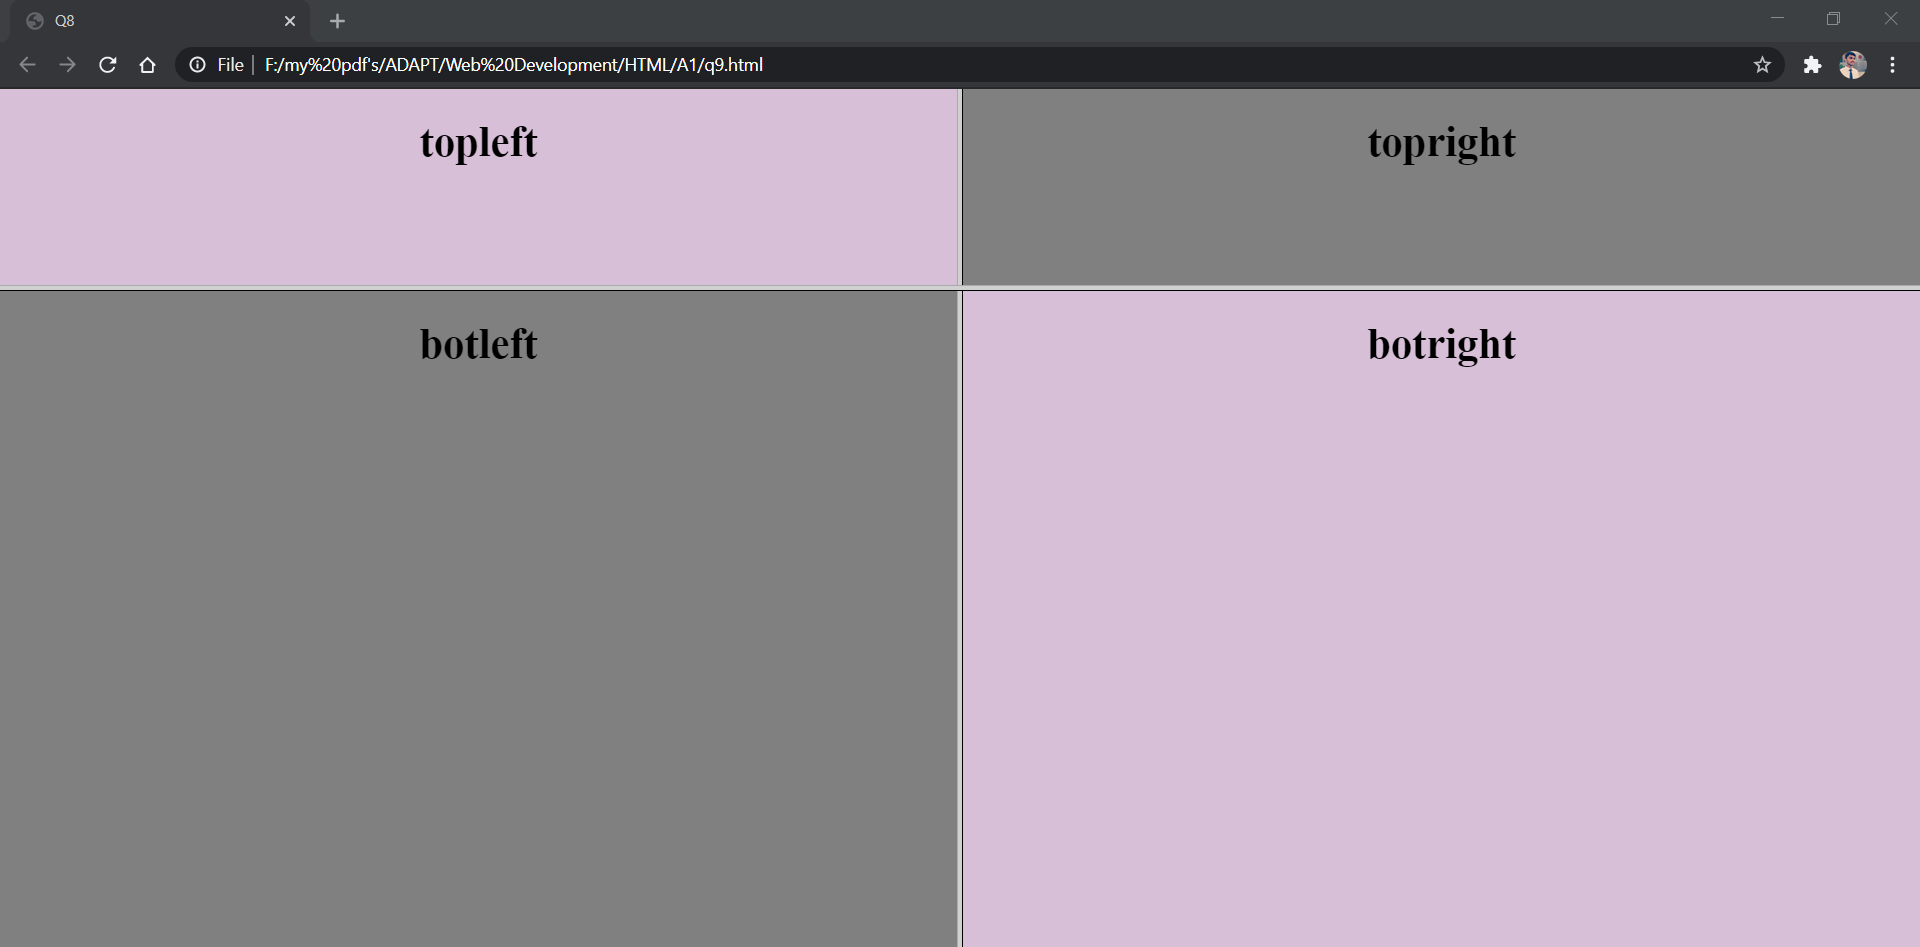 Q8
File F:/my%20pdf's/ADAPT/Web%20Development/HTML/A1/q9.html
topleft
topright
botleft
botright